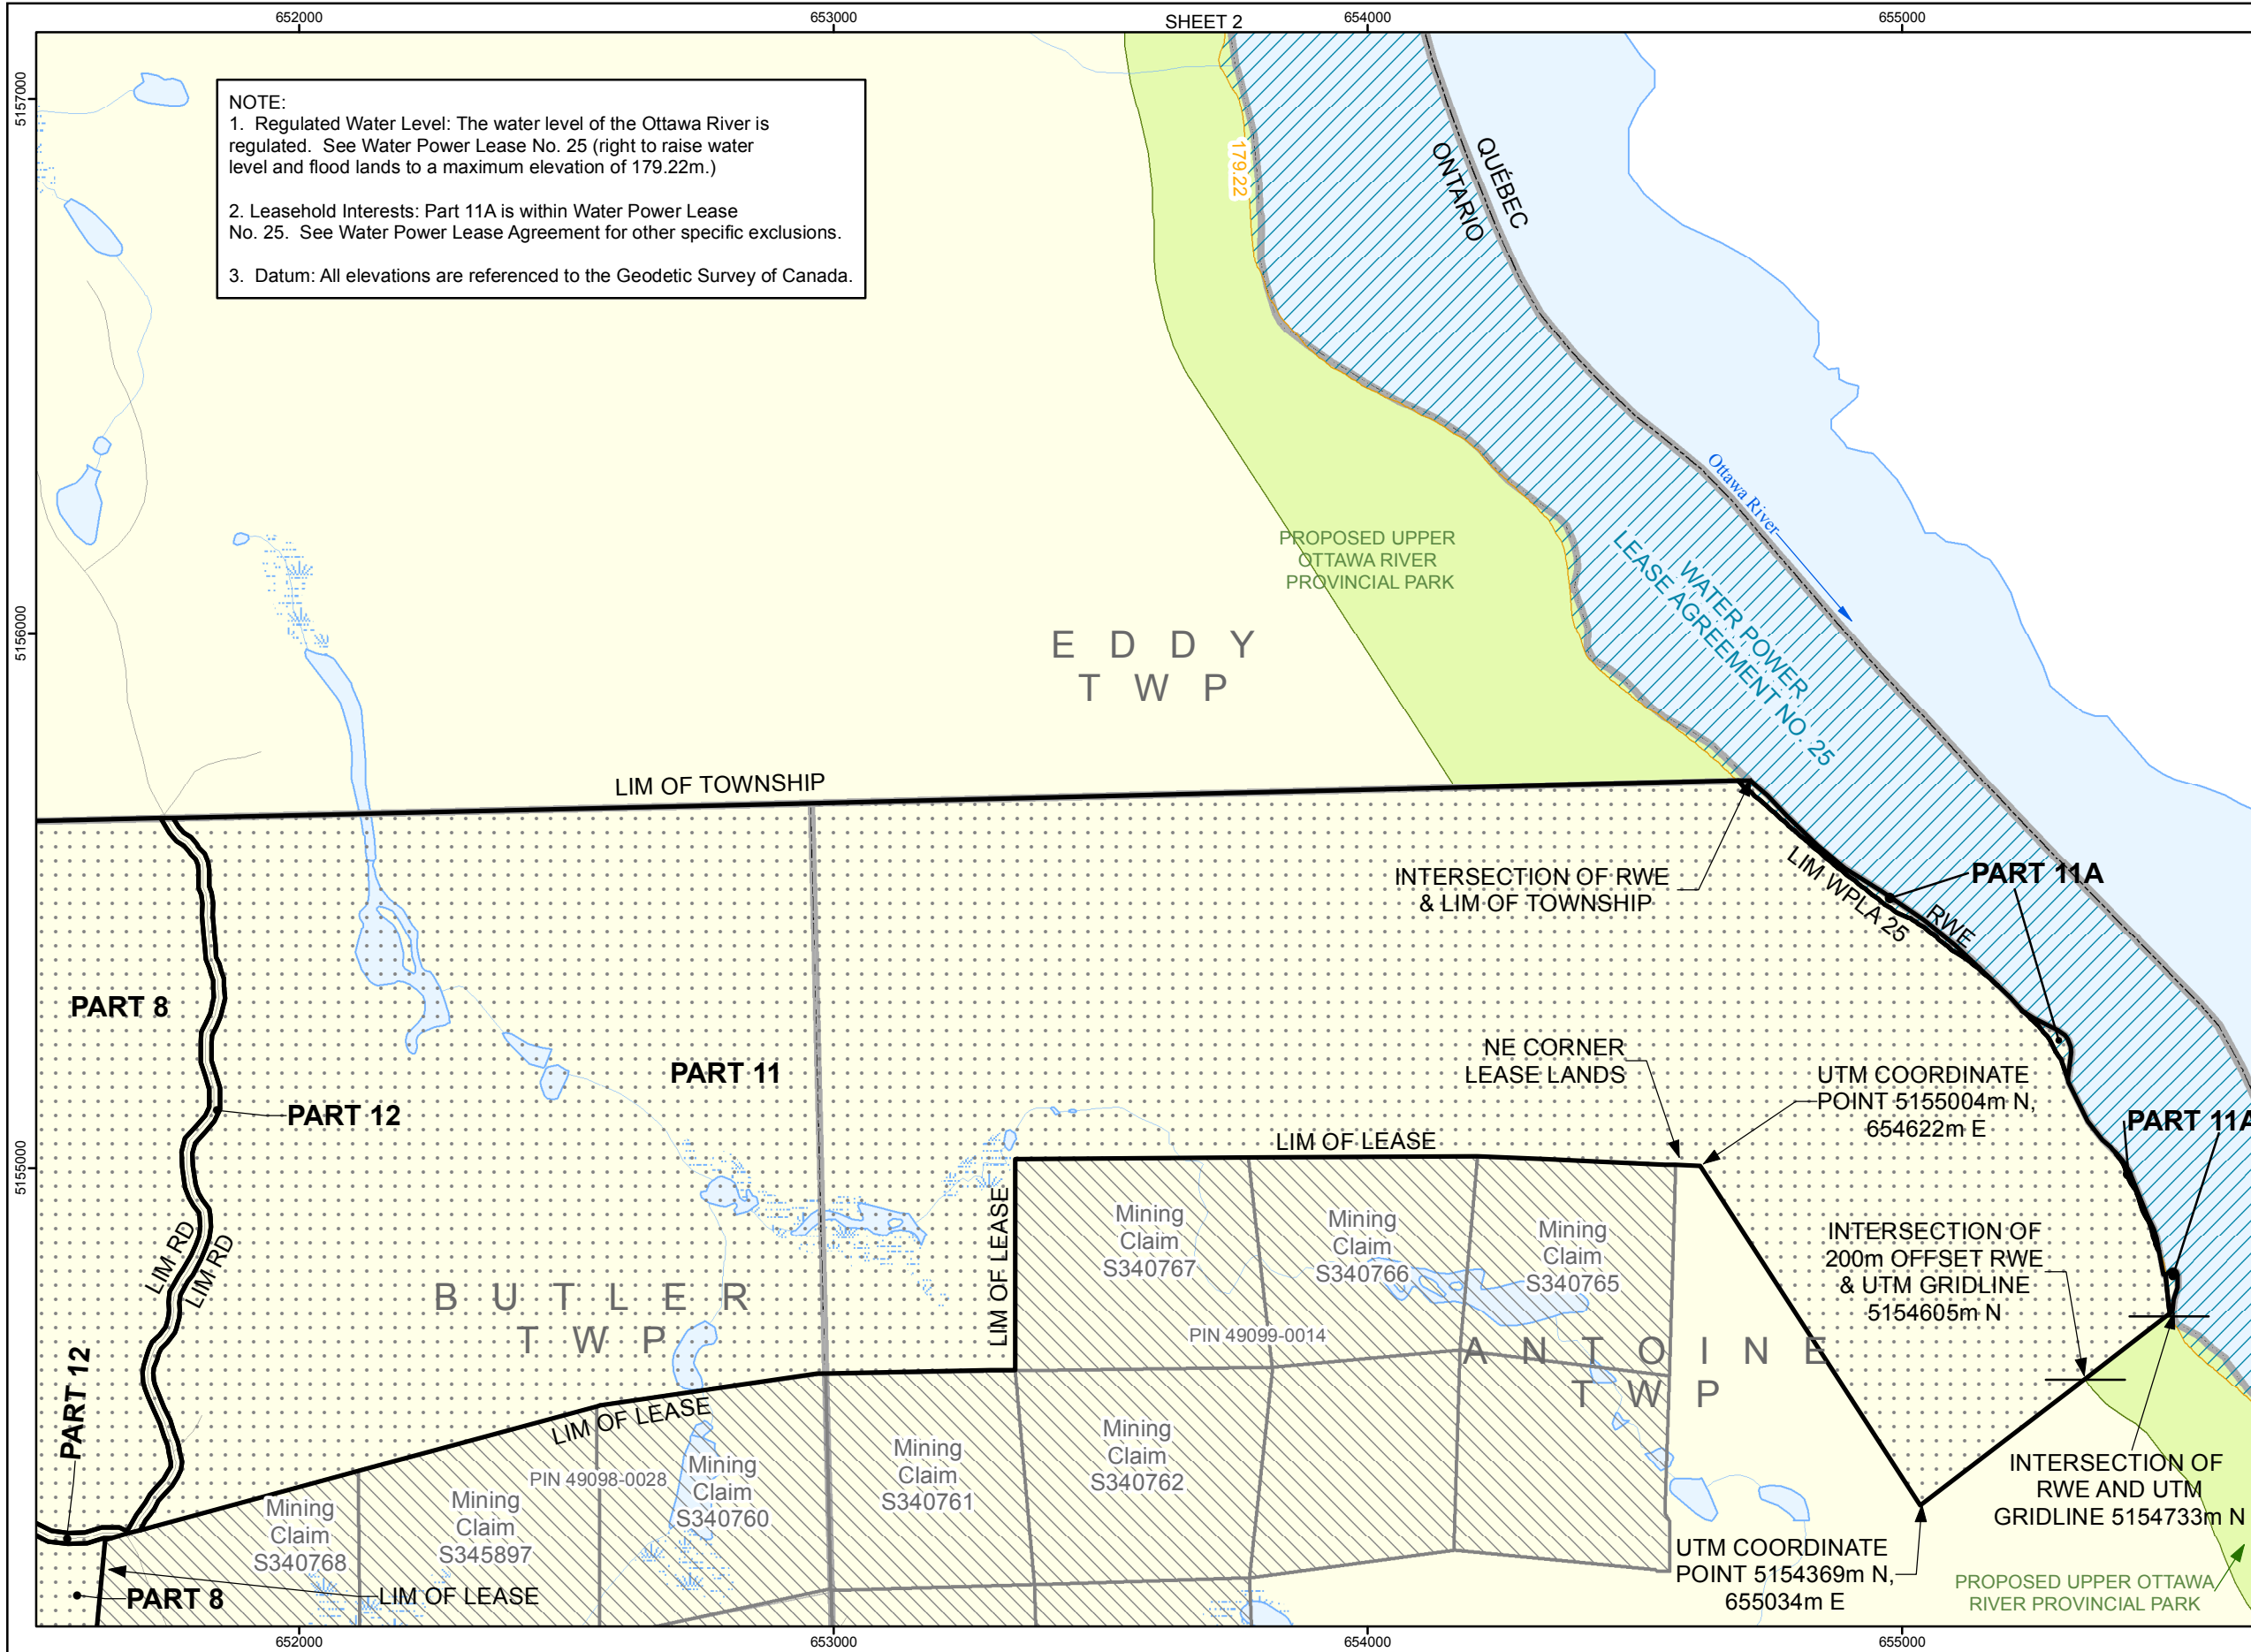 652000
653000
SHEET 2
654000
655000
5157000
5156000
5155000
NOTE:
1. Regulated Water Level: The water level of the Ottawa River is
regulated. See Water Power Lease No. 25 (right to raise water
level and flood lands to a maximum elevation of 179.22m.)
2. Leasehold Interests: Part 11A is within Water Power Lease
No. 25. See Water Power Lease Agreement for other specific exclusions.
3. Datum: All elevations are referenced to the Geodetic Survey of Canada.
179.22
QUÉBEC
ONTARIO
Ottawa River
PROPOSED UPPER
OTTAWA RIVER
PROVINCIAL PARK
WATER POWER
LEASE AGREEMENT NO. 25
EDDY
TWP
LIM OF TOWNSHIP
INTERSECTION OF RWE
& LIM OF TOWNSHIP
LIM WPLA 25
RWE
PART 11A
PART 8
PART 11
PART 12
NE CORNER
LEASE LANDS
UTM COORDINATE
POINT 5155004m N,
654622m E
PART 11A
LIM OF LEASE
LIM OF LEASE
Mining
Claim
S340767
Mining
Claim
S340766
Mining
Claim
S340765
INTERSECTION OF
200m OFFSET RWE
& UTM GRIDLINE
5154605m N
LIM RD
LIM RD
BUTLER
TWP
PIN 49099-0014
ANTOINE
TWP
PART 12
LIM OF LEASE
PIN 49098-0028
Mining
Claim
S340768
Mining
Claim
S345897
Mining
Claim
S340760
Mining
Claim
S340761
Mining
Claim
S340762
INTERSECTION OF
RWE AND UTM
GRIDLINE 5154733m N
UTM COORDINATE
POINT 5154369m N,
655034m E
PROPOSED UPPER OTTAWA
RIVER PROVINCIAL PARK
PART 8
LIM OF LEASE
652000
653000
654000
655000